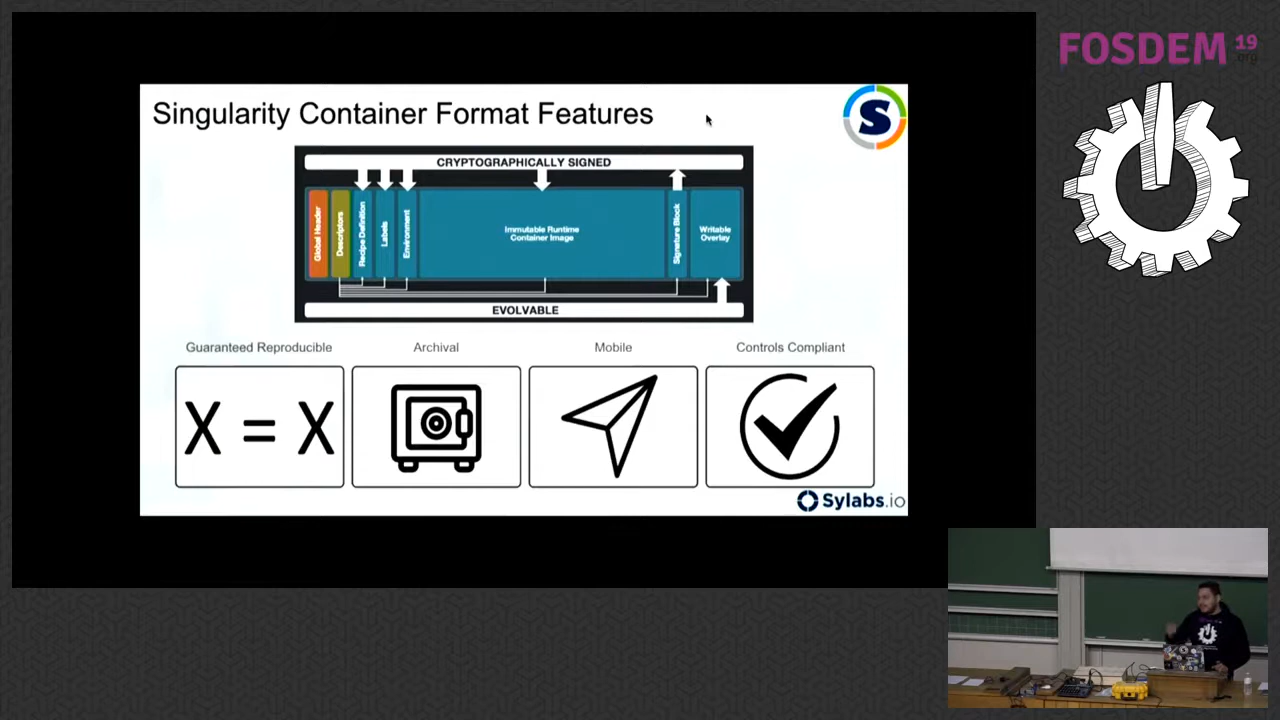 FOSDEM 19
.org
Singularity Container Format Features
S
CRYPTOGRAPHICALLY SIGNED
Global Header
Descriptors
Recipe Definition
Labels
Environment
Immutable Runtime
Container Image
Signature Block
Writable
Overlay
EVOLVABLE
Guaranteed Reproducible
Archival
Mobile
Controls Compliant
X = X
Sylabs.io